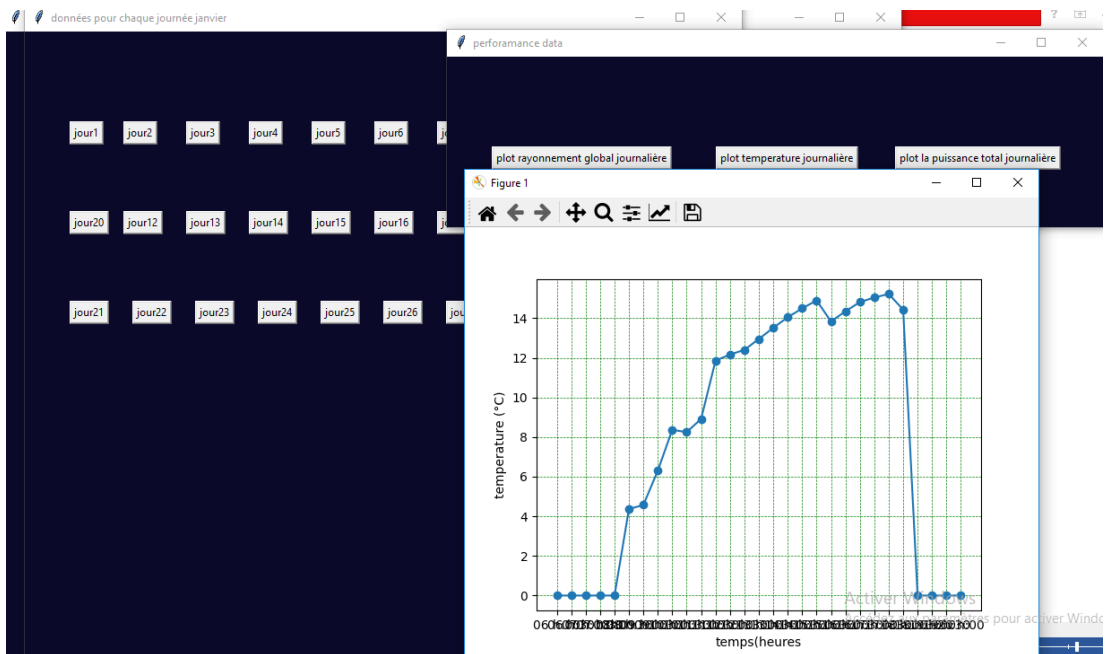 données pour chaque journée janvier
perforamance data
jour1 jour2 jour3 jour4 jour5 jour6
plot rayonnement global journalière plot temperature journalière plot la puissance total journalière
Figure 1
jour20 jour12 jour13 jour14 jour15 jour16
jour21 jour22 jour23 jour24 jour25 jour26
14
12
10
8
6
4
2
0
temperature (°C)
Activer Windows
pour activer
temps(heures